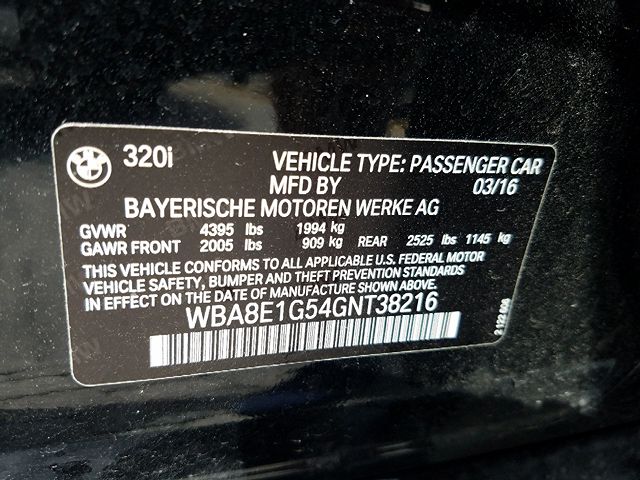 320i VEHICLE TYPE: PASSENGER CAR
MFD BY 03/16
BAYERISCHE MOTOREN WERKE AG
GVWR 4395 lbs 1994 kg
GAWR FRONT 2005 lbs 909 kg REAR 2525 lbs 1145 kg
THIS VEHICLE CONFORMS TO ALL APPLICABLE U.S. FEDERAL MOTOR
VEHICLE SAFETY, BUMPER, AND THEFT PREVENTION STANDARDS
IN EFFECT ON THE DATE OF MANUFACTURE SHOWN ABOVE.
WBA8E1G54GNT38216